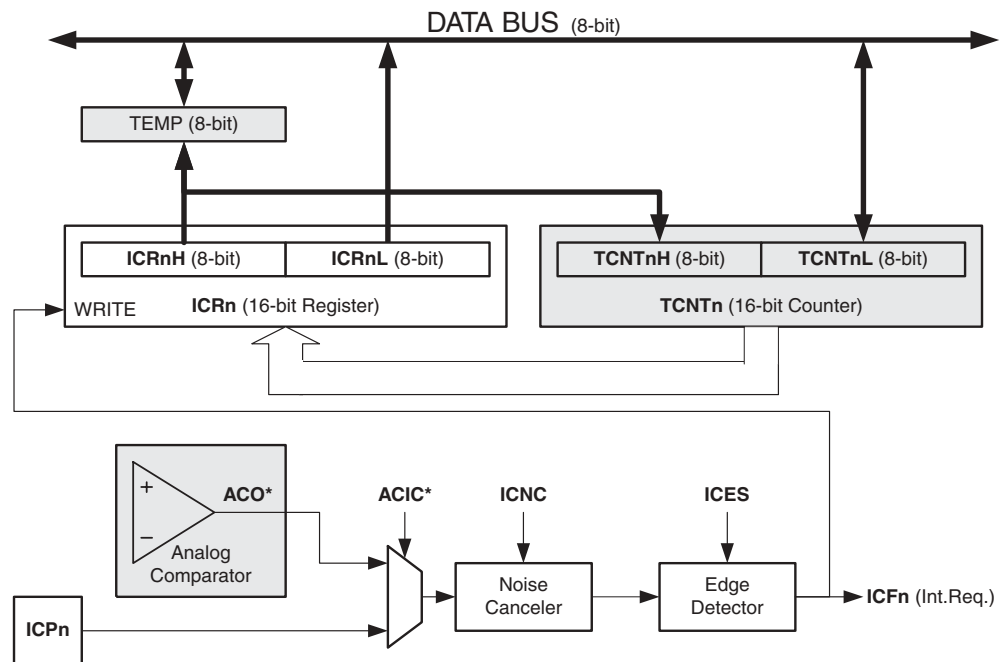 DATA BUS (8-bit)
TEMP (8-bit)
ICRnH (8-bit)
ICRnL (8-bit)
TCNTnH (8-bit)
TCNTnL (8-bit)
WRITE
ICRn (16-bit Register)
TCNTn (16-bit Counter)
+
−
ACO*
Analog
Comparator
ACIC*
ICNC
ICES
Noise
Canceler
Edge
Detector
ICFn (Int.Req.)
ICPn